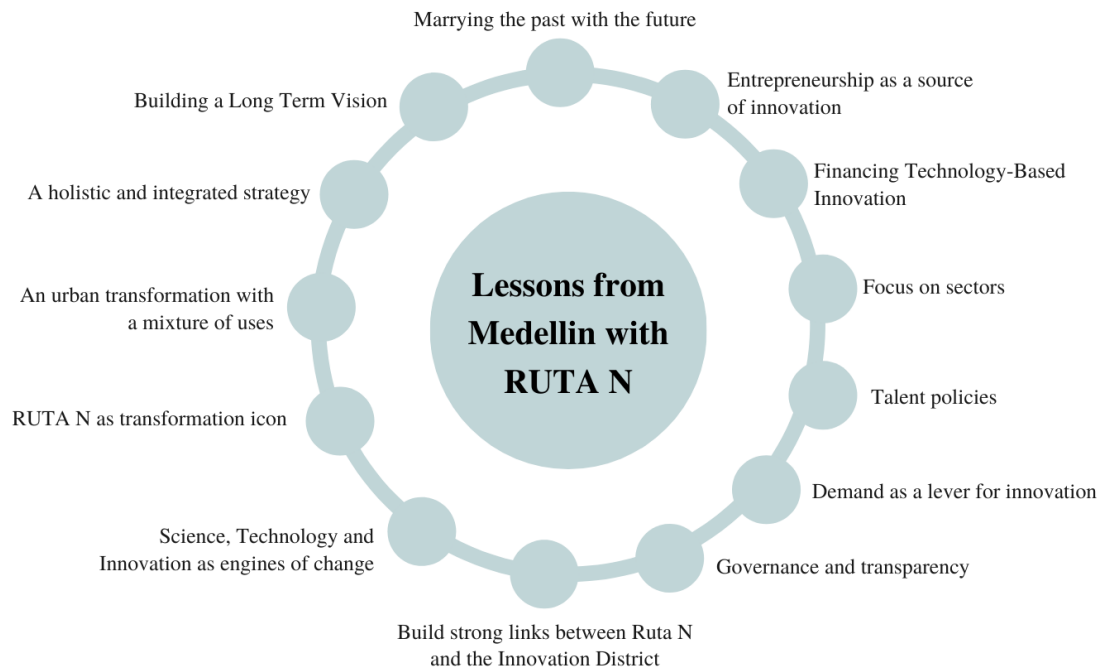 Marrying the past with the future
Entrepreneurship as a source
of innovation
Financing Technology-Based
Innovation
Focus on sectors
Talent policies
Demand as a lever for innovation
Governance and transparency
Build strong links between Ruta N
and the Innovation District
Science, Technology and
Innovation as engines of change
RUTA N as transformation icon
An urban transformation with
a mixture of uses
A holistic and integrated strategy
Building a Long Term Vision
Lessons from
Medellin with
RUTA N